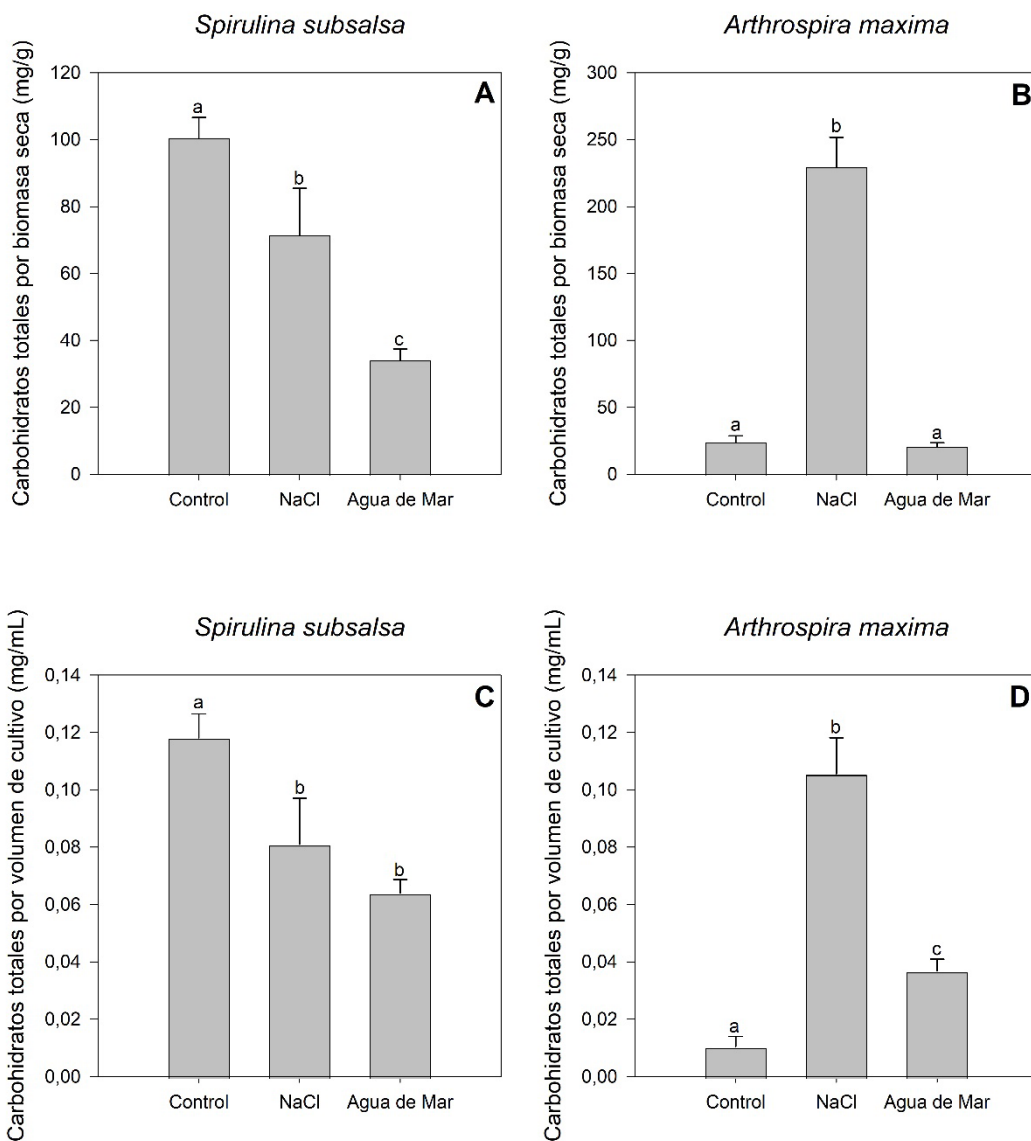 Spirulina subsalsa
Arthrospira maxima
Carbohidratos totales por biomasa seca (mg/g)
120
100
80
60
40
20
0
A
a
b
c
Control NaCl Agua de Mar
Carbohidratos totales por biomasa seca (mg/g)
300
250
200
150
100
50
0
B
a
b
a
Control NaCl Agua de Mar
Spirulina subsalsa
Arthrospira maxima
Carbohidratos totales por volumen de cultivo (mg/mL)
0,14
0,12
0,10
0,08
0,06
0,04
0,02
0,00
C
a
b
b
Control NaCl Agua de Mar
Carbohidratos totales por volumen de cultivo (mg/mL)
0,14
0,12
0,10
0,08
0,06
0,04
0,02
0,00
D
a
b
c
Control NaCl Agua de Mar